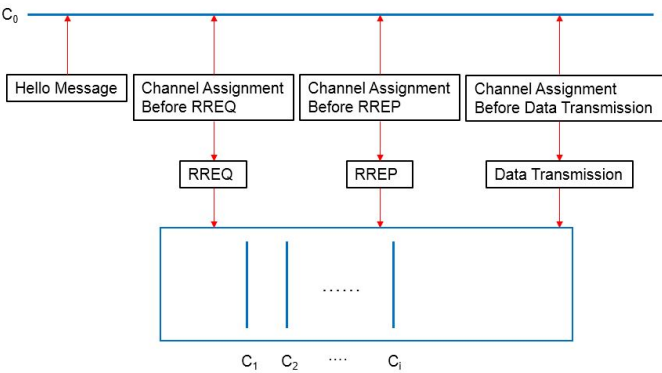 C₀
Hello Message
Channel Assignment
Before RREQ
Channel Assignment
Before RREP
Channel Assignment
Before Data Transmission
RREQ
RREP
Data Transmission
......
C₁ C₂ .... Cᵢ